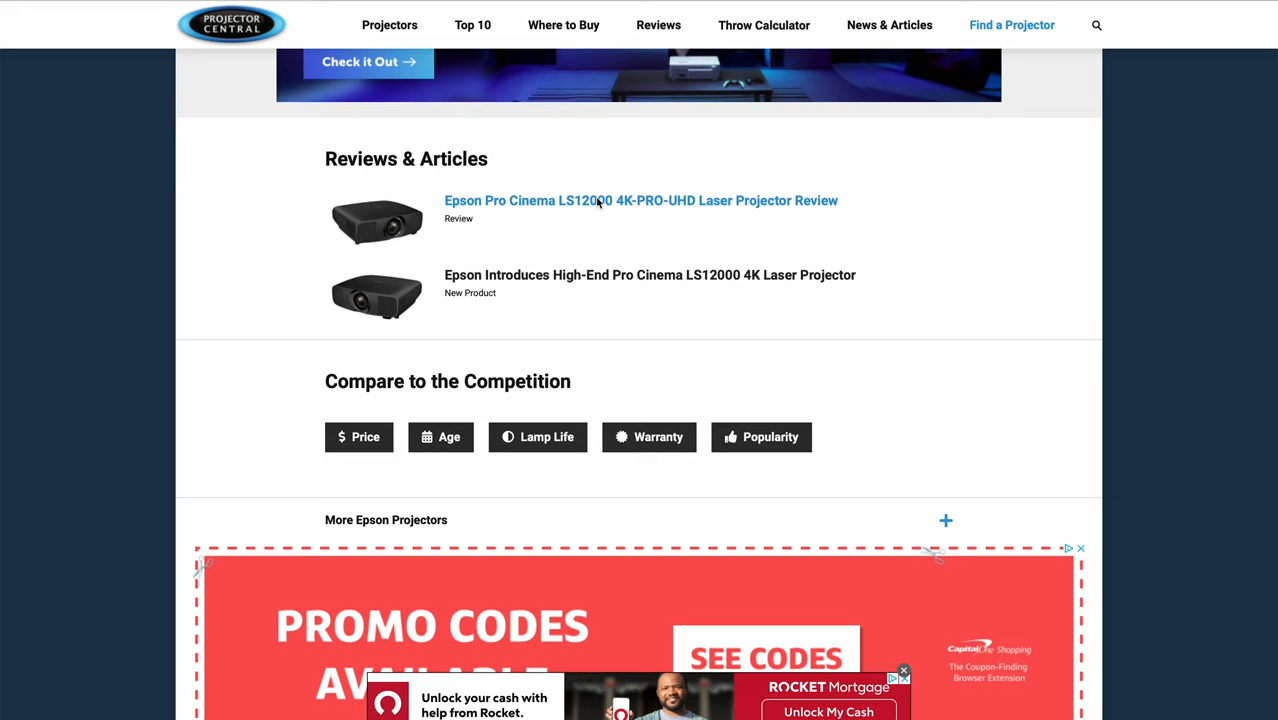 PROJECTOR
CENTRAL
Projectors
Top 10
Where to Buy
Reviews
Throw Calculator
News & Articles
Find a Projector
Check it Out →
Reviews & Articles
Epson Pro Cinema LS12000 4K-PRO-UHD Laser Projector Review
Review
Epson Introduces High-End Pro Cinema LS12000 4K Laser Projector
New Product
Compare to the Competition
$ Price
Age
Lamp Life
Warranty
Popularity
More Epson Projectors
PROMO CODES
AVAILABLE
SEE CODES
Capital One Shopping
The Coupon-Finding
Browser Extension
Unlock your cash with
help from Rocket.
ROCKET Mortgage
Unlock My Cash